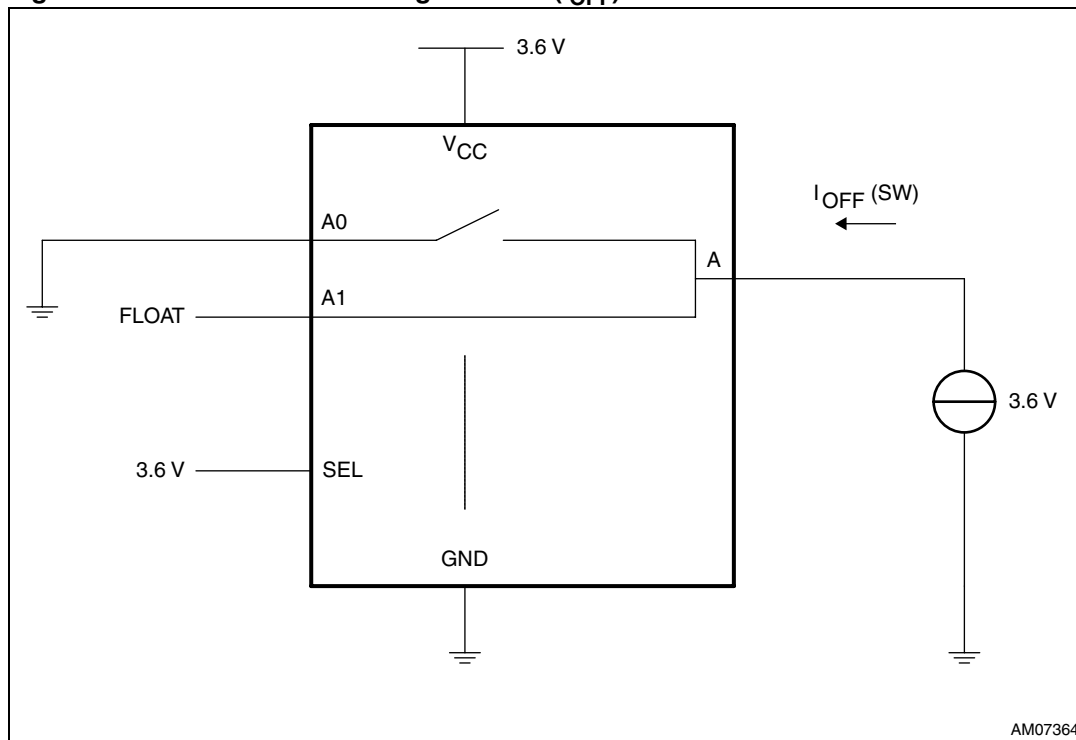 3.6 V
VCC
IOFF (SW)
A0
A
A1
FLOAT
3.6 V
3.6 V
SEL
GND
AM07364